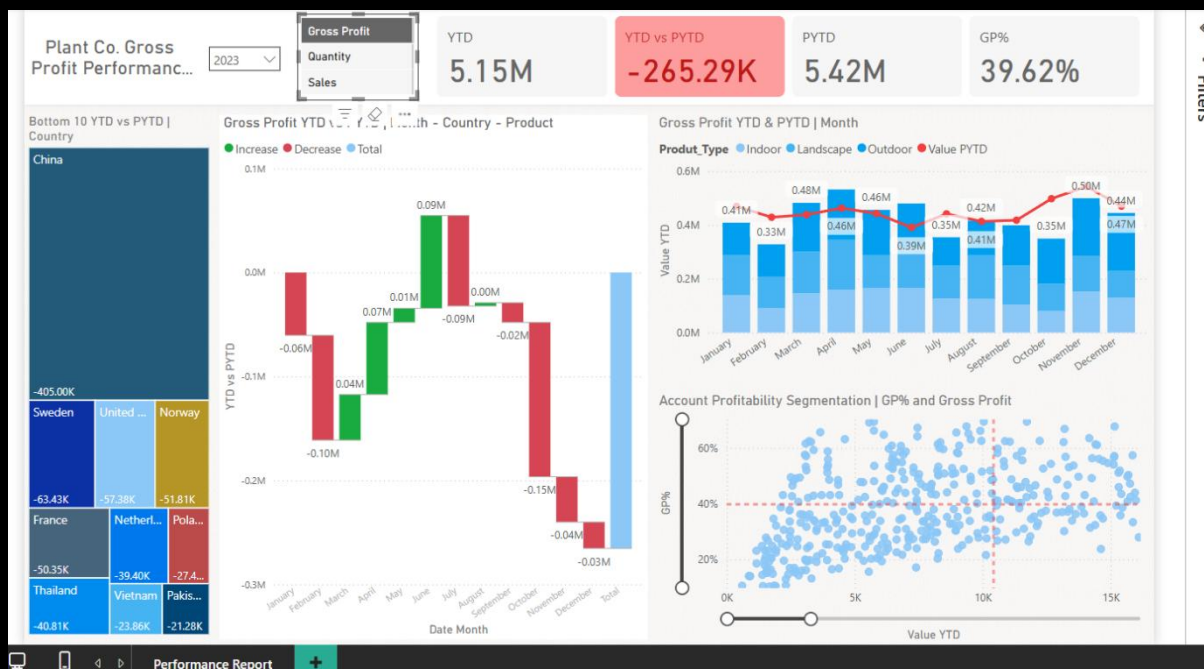 Plant Co. Gross
Profit Performanc...
2023
Gross Profit
Quantity
Sales
YTD
5.15M
YTD vs PYTD
-265.29K
PYTD
5.42M
GP%
39.62%
Filters
Bottom 10 YTD vs PYTD |
Country
China
-405.00K
Sweden
-63.43K
United ...
-57.38K
Norway
-51.81K
France
-50.35K
Netherl...
-39.40K
Pola...
-27.4...
Thailand
-40.81K
Vietnam
-23.86K
Pakis...
-21.28K
Gross Profit YTD - Country - Product
Increase Decrease Total
0.1M
0.0M
-0.1M
-0.2M
-0.3M
YTD vs PYTD
-0.06M
-0.10M
0.04M
0.07M
0.01M
0.09M
-0.09M
0.00M
-0.02M
-0.15M
-0.04M
-0.03M
January
February
March
April
May
June
July
August
September
October
November
December
Total
Date Month
Gross Profit YTD & PYTD | Month
Produt_Type Indoor Landscape Outdoor Value PYTD
0.6M
0.4M
0.2M
0.0M
Value YTD
0.41M
0.33M
0.48M
0.46M
0.46M
0.39M
0.35M
0.42M
0.41M
0.35M
0.50M
0.44M
0.47M
January
February
March
April
May
June
July
August
September
October
November
December
Account Profitability Segmentation | GP% and Gross Profit
60%
40%
20%
GP%
0K
5K
10K
15K
Value YTD
Performance Report
+